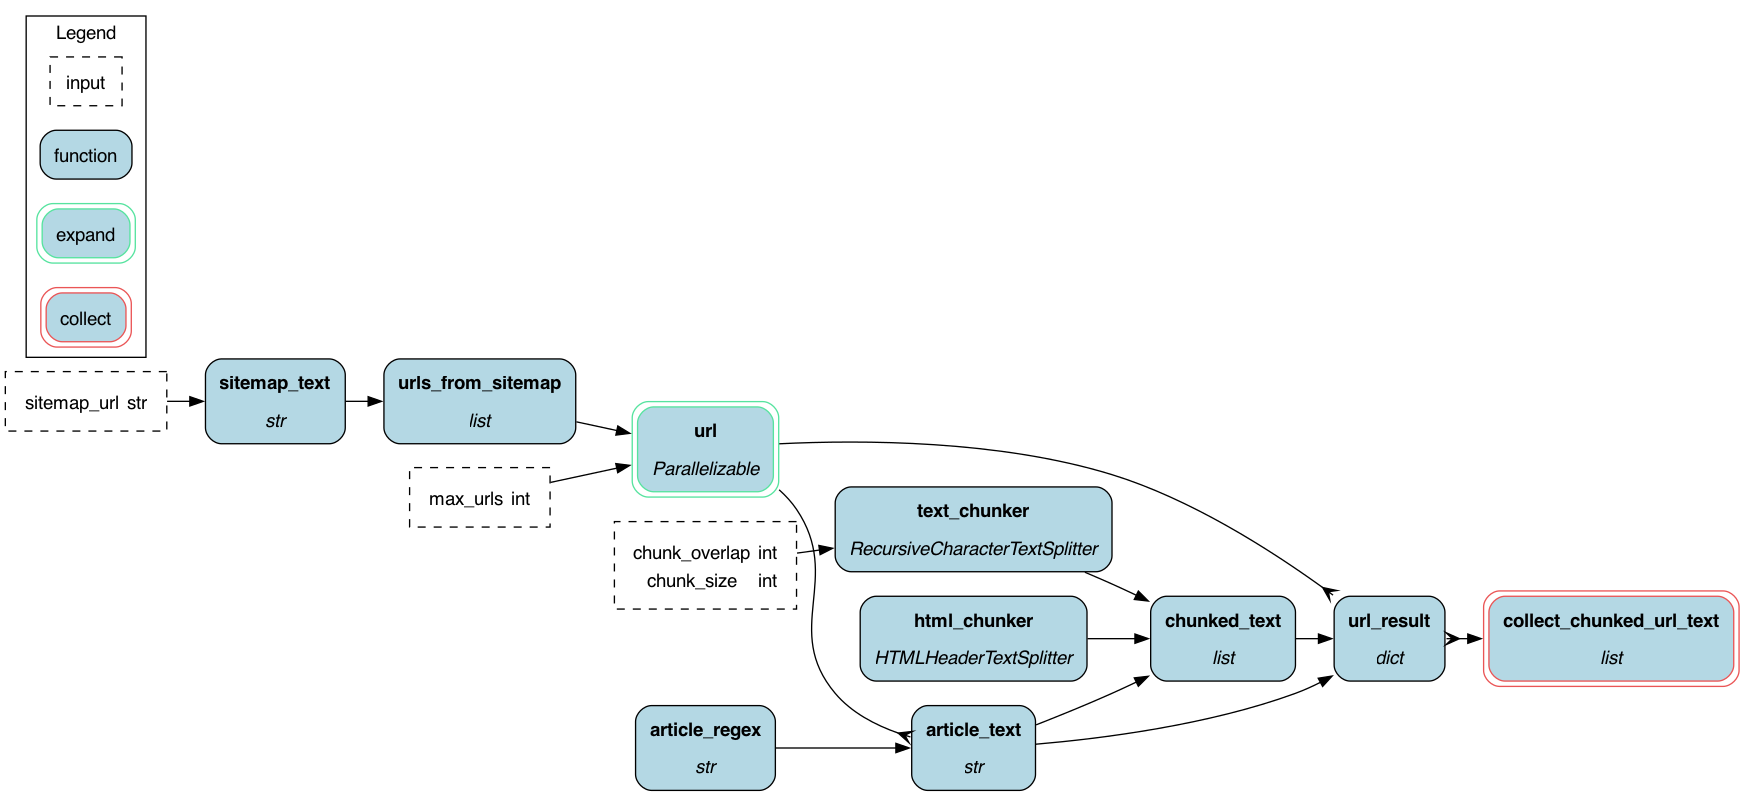 Legend
input
function
expand
collect
sitemap_url str
sitemap_text
str
urls_from_sitemap
list
max_urls int
url
Parallelizable
chunk_overlap int
chunk_size int
text_chunker
RecursiveCharacterTextSplitter
html_chunker
HTMLHeaderTextSplitter
article_regex
str
article_text
str
chunked_text
list
url_result
dict
collect_chunked_url_text
list